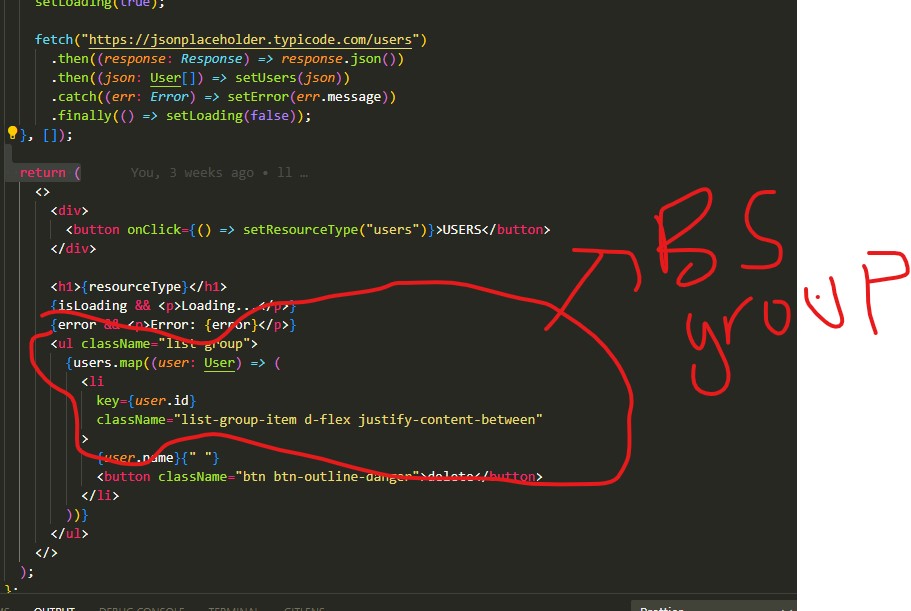 setLoading(true);
fetch("https://jsonplaceholder.typicode.com/users")
.then((response: Response) => response.json())
.then((json: User[]) => setUsers(json))
.catch((err: Error) => setError(err.message))
.finally(() => setLoading(false));
}, []);
return (
You, 3 weeks ago • ll …
<>
<div>
<button onClick={() => setResourceType("users")}>USERS</button>
</div>
<h1>{resourceType}</h1>
{isLoading && <p>Loading...</p>}
{error && <p>Error: {error}</p>}
<ul className="list-group">
{users.map((user: User) => (
<li
key={user.id}
className="list-group-item d-flex justify-content-between"
>
{user.name}{" "}
<button className="btn btn-outline-danger">delete</button>
</li>
))}
</ul>
</>
);
};
BS
group
OUTPUT DEBUG CONSOLE TERMINAL GITLENS
Prettier